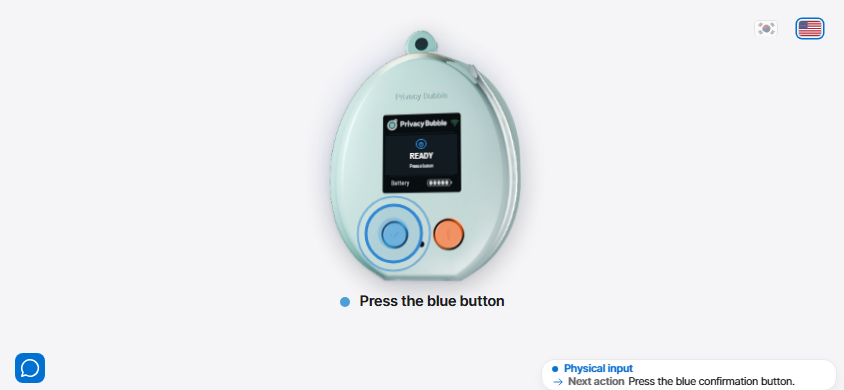 Privacy Bubble
Privacy Bubble
READY
Press a button
Battery
Press the blue button
Physical input
Next action Press the blue confirmation button.